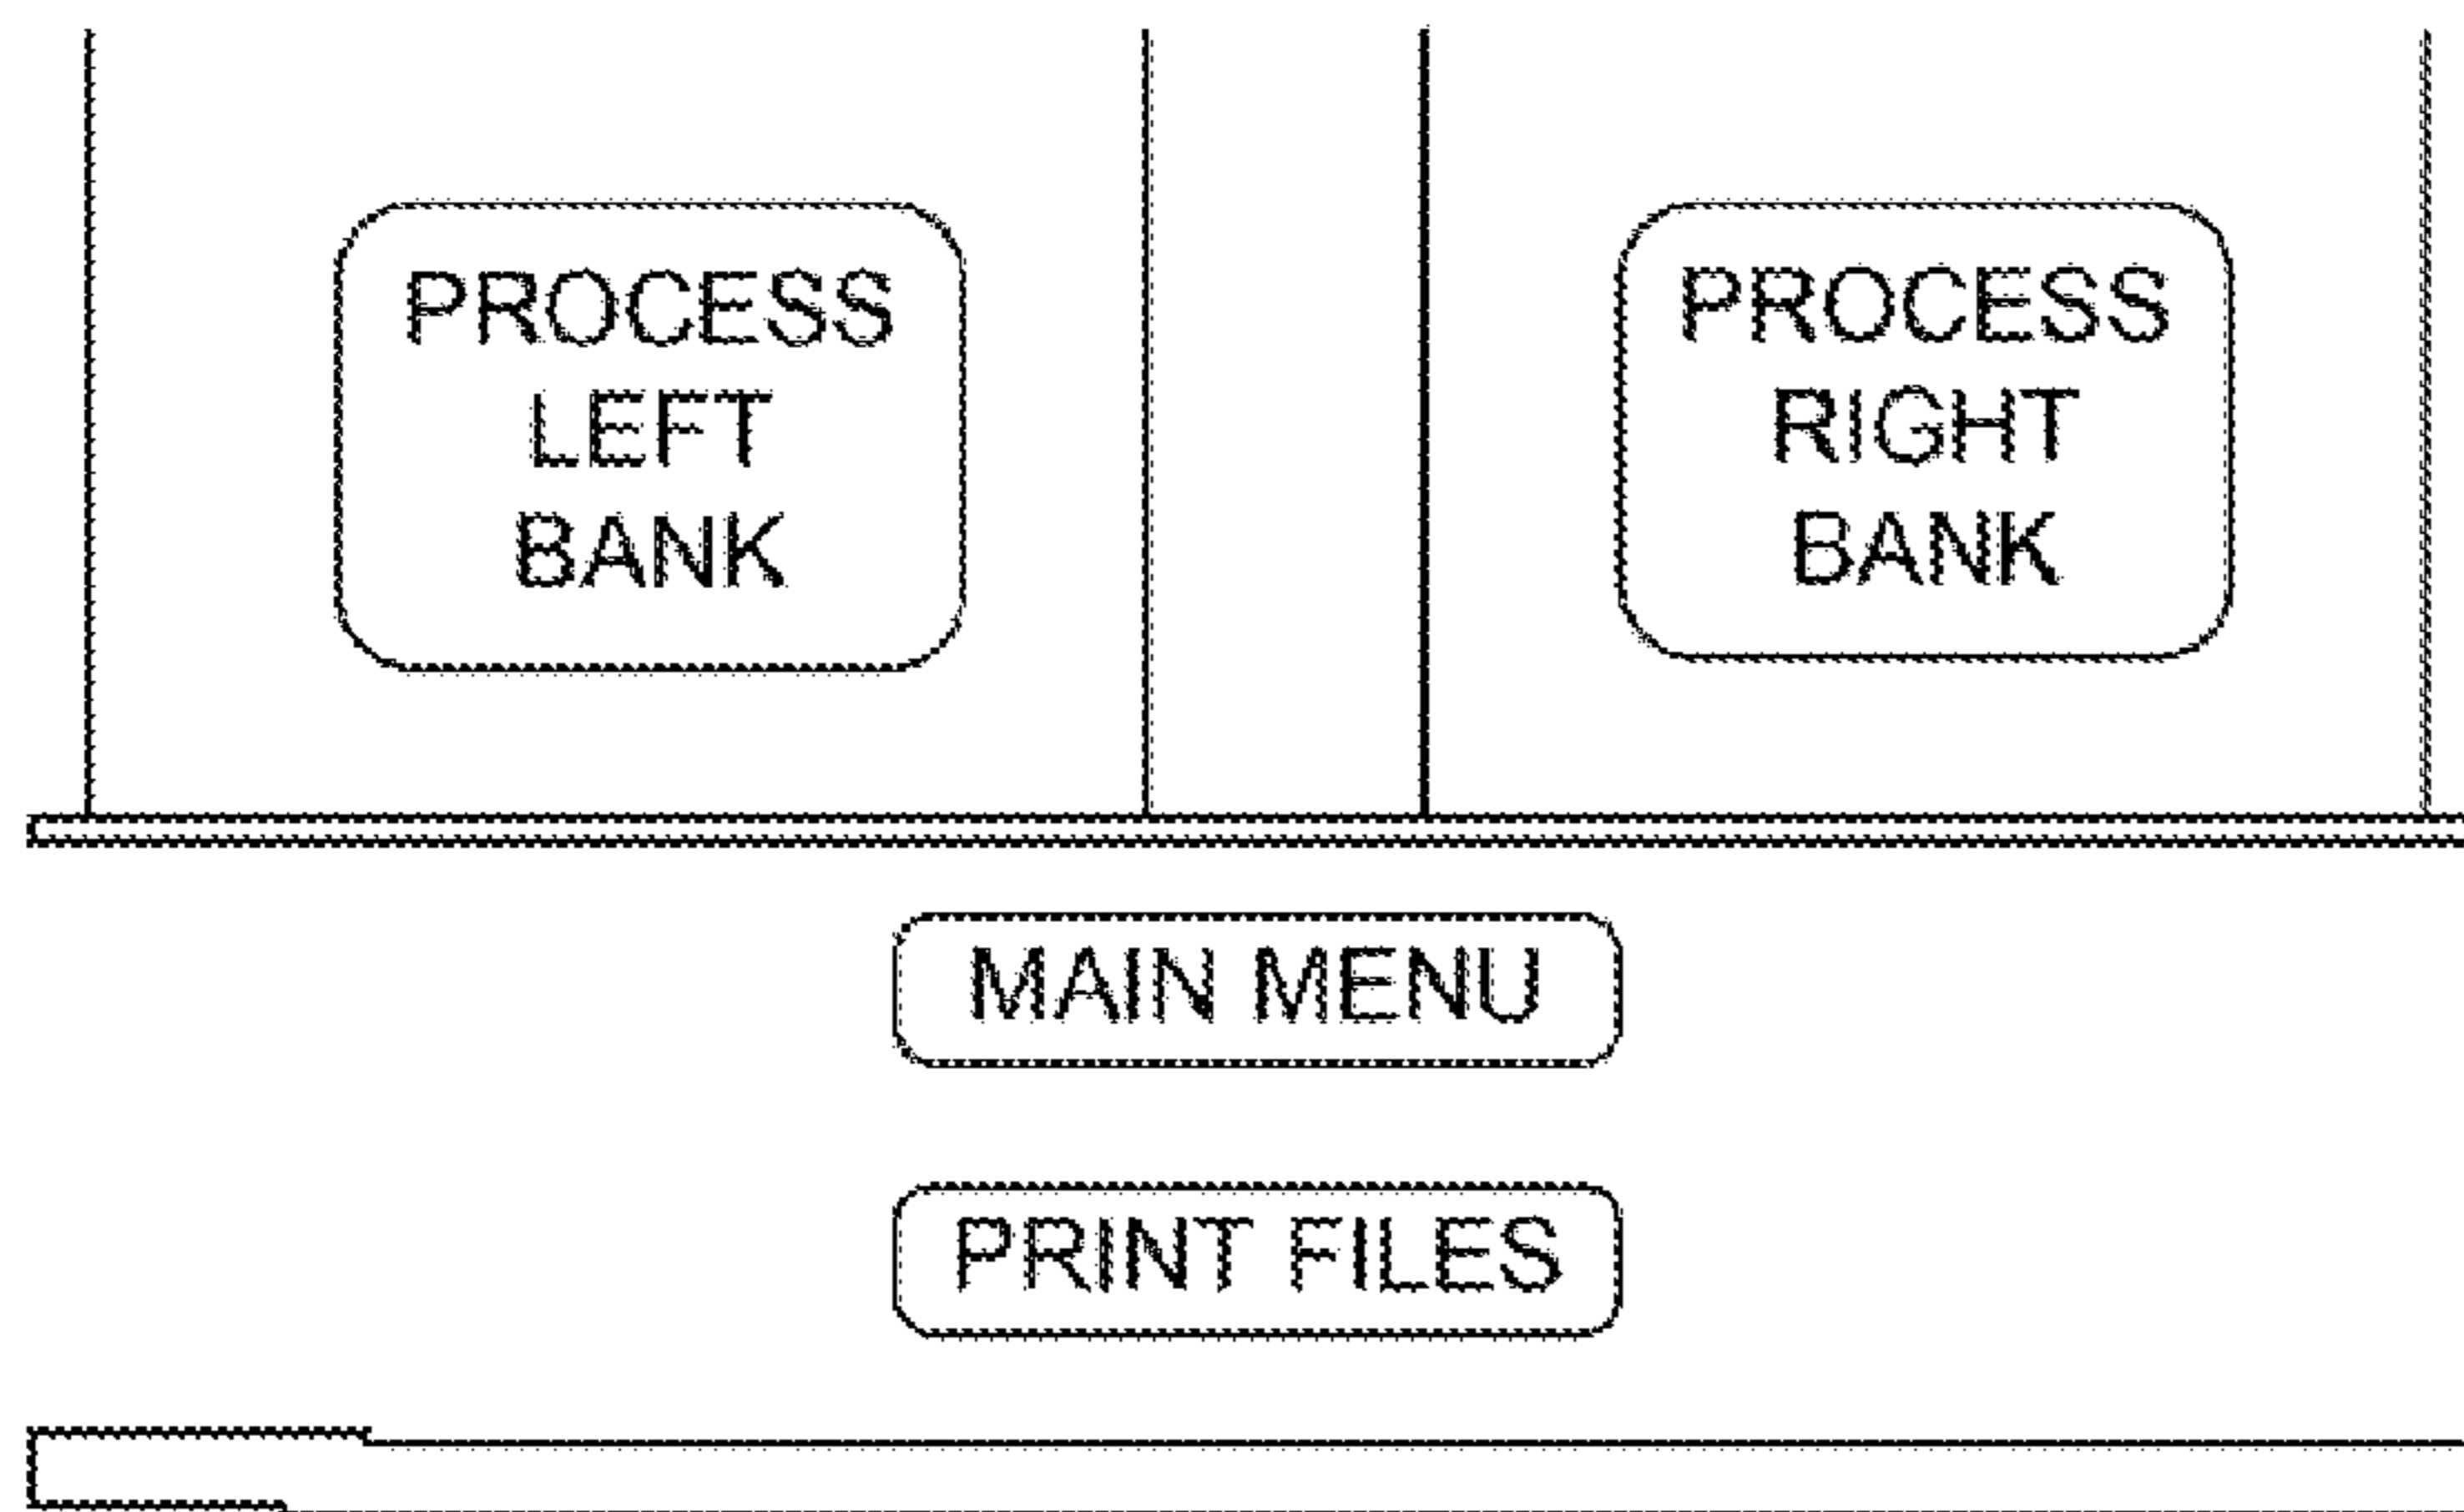 PROCESS
LEFT
BANK
PROCESS
RIGHT
BANK
MAIN MENU
PRINT FILES